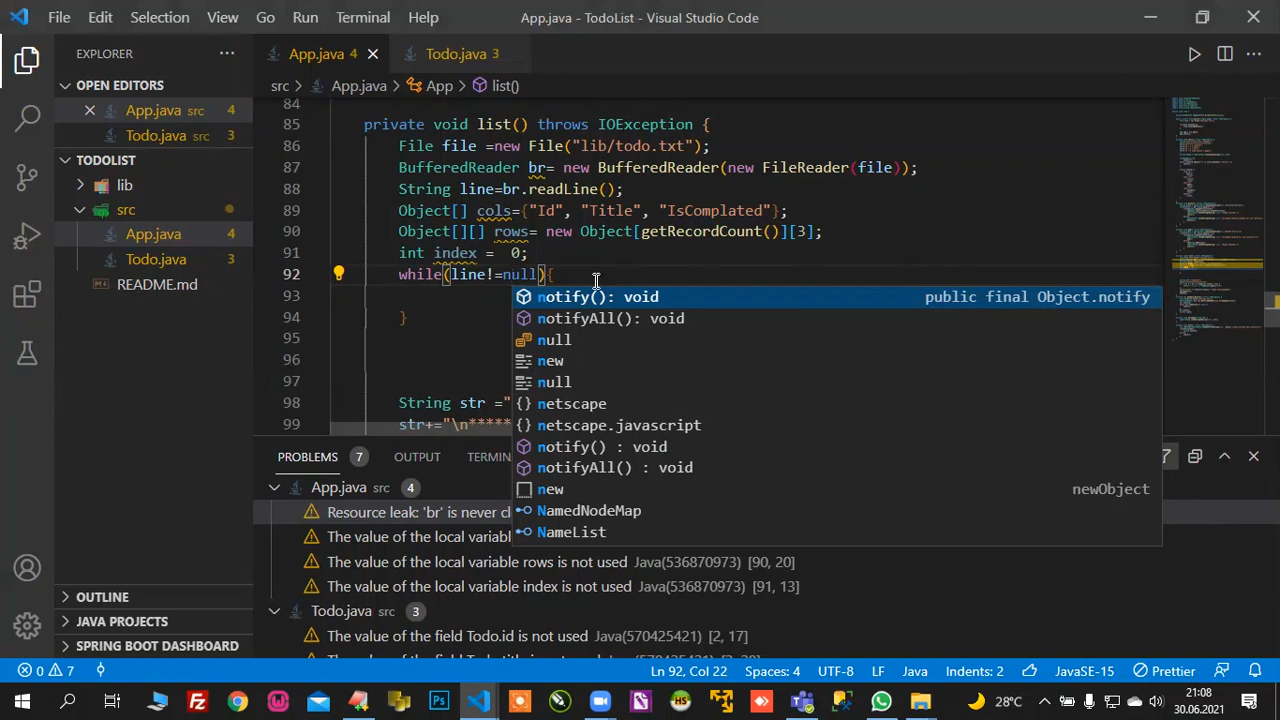 File Edit Selection View Go Run Terminal Help App.java - TodoList - Visual Studio Code
EXPLORER ··· App.java 4 Todo.java 3
OPEN EDITORS src > App.java > App > list()
App.java src 4
Todo.java src 3
TODOLIST
lib
src
App.java 4
Todo.java 3
README.md
OUTLINE
JAVA PROJECTS
SPRING BOOT DASHBOARD
84
85 private void list() throws IOException {
86 File file =new File("lib/todo.txt");
87 BufferedReader br= new BufferedReader(new FileReader(file));
88 String line=br.readLine();
89 Object[] cols={"Id", "Title", "IsComplated"};
90 Object[][] rows= new Object[getRecordCount()][3];
91 int index = 0;
92 while(line!=null){
93
94 }
95
96
97
98 String str ="
99 str+="\n*****
notify(): void public final Object.notify
notifyAll(): void
null
new
null
netscape
netscape.javascript
notify() : void
notifyAll() : void
new newObject
NamedNodeMap
NameList
PROBLEMS 7 OUTPUT TERMIN
App.java src 4
Resource leak: 'br' is never cl
The value of the local variable
The value of the local variable rows is not used Java(536870973) [90, 20]
The value of the local variable index is not used Java(536870973) [91, 13]
Todo.java src 3
The value of the field Todo.id is not used Java(570425421) [2, 17]
0 7 Ln 92, Col 22 Spaces: 4 UTF-8 LF Java Indents: 2 JavaSE-15 Prettier
28°C 21:08
30.06.2021